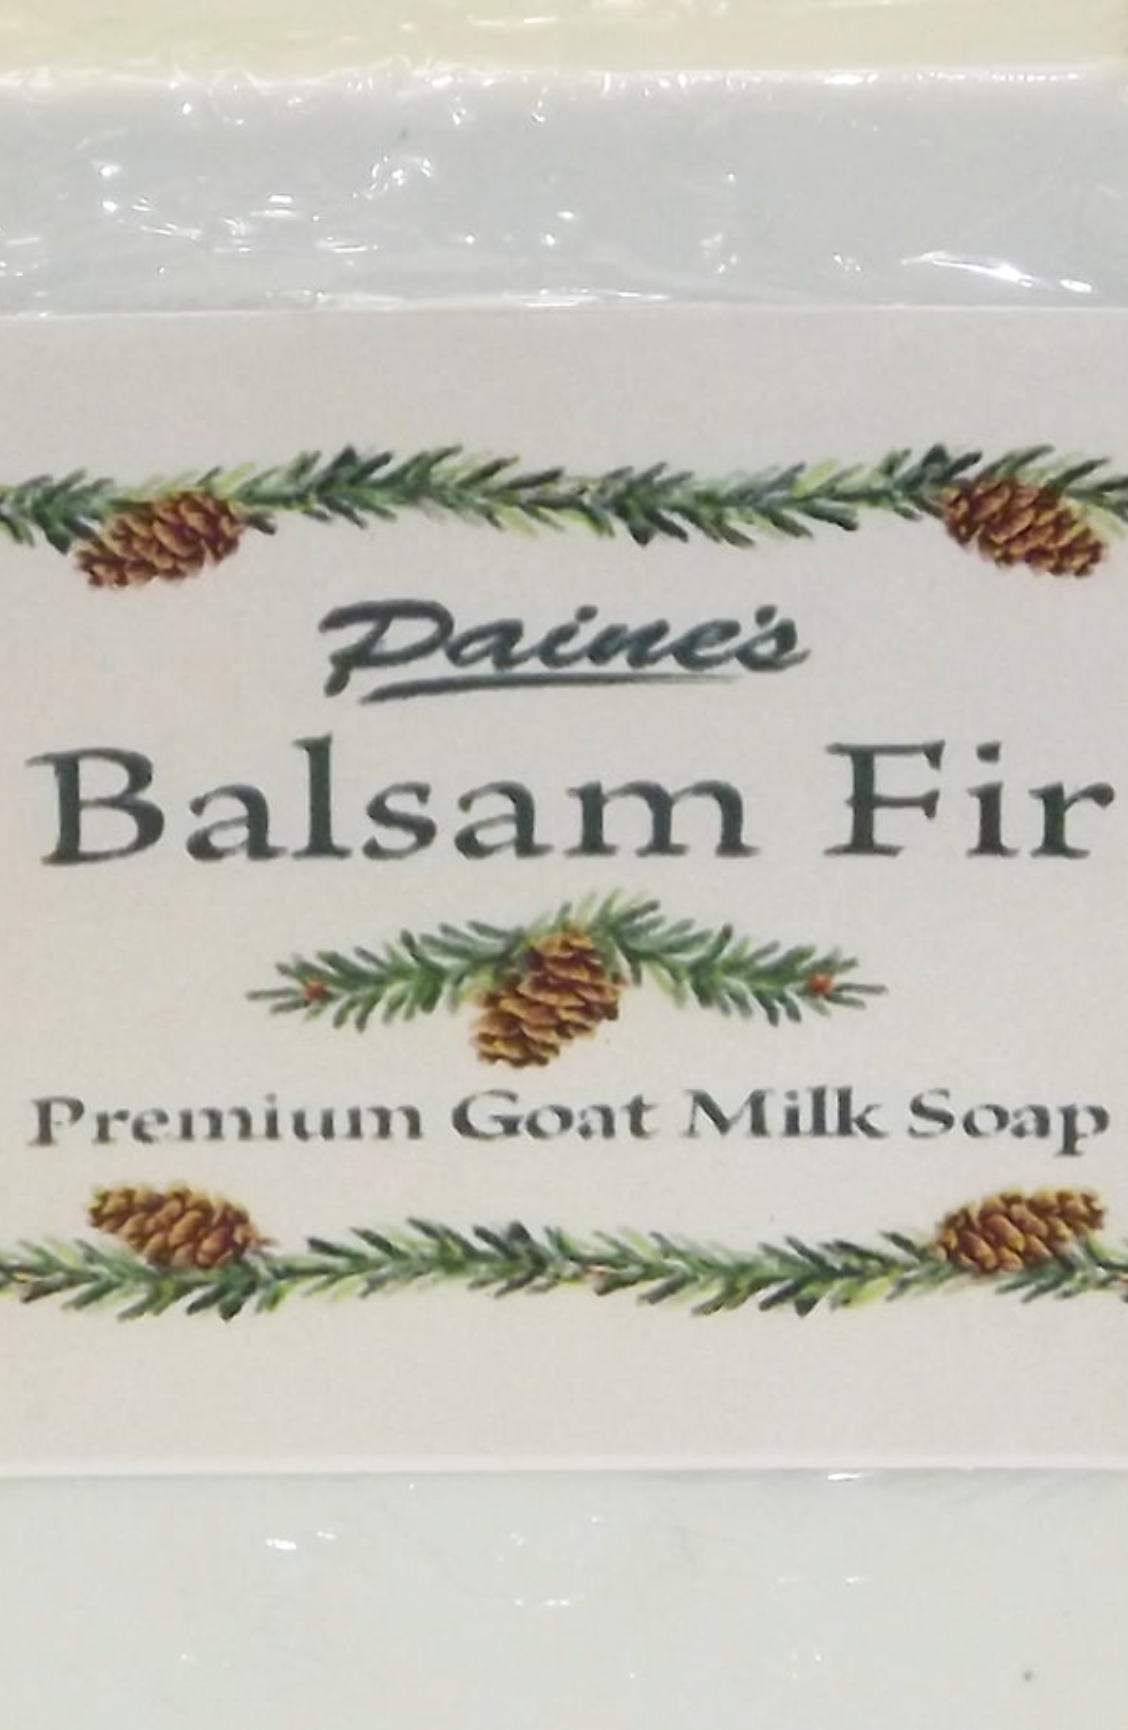 Paine's
Balsam Fir
Premium Goat Milk Soap